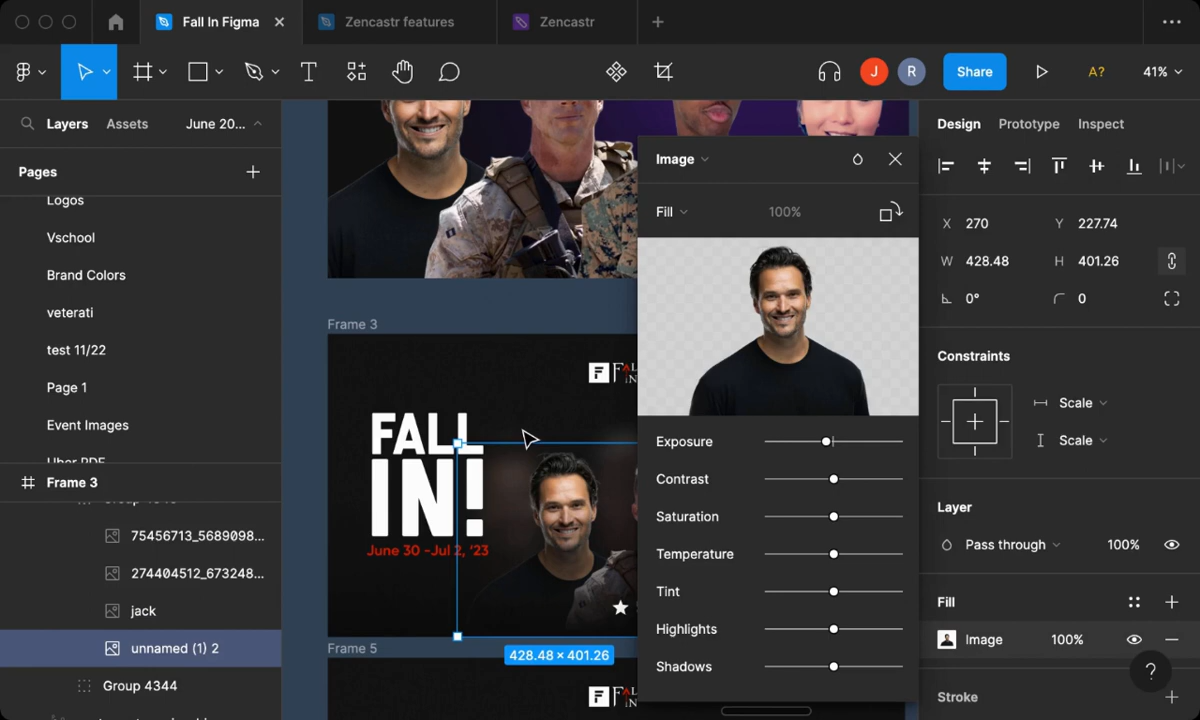 Fall In Figma
Zencastr features
Zencastr
J
R
Share
A?
41%
Layers
Assets
June 20...
Pages
Logos
Vschool
Brand Colors
veterati
test 11/22
Page 1
Event Images
Uber PDF
Frame 3
75456713_5689098...
274404512_673248...
jack
unnamed (1) 2
Group 4344
Frame 3
FALL
IN!
June 30 -Jul 2, '23
428.48 × 401.26
Frame 5
Image
Fill
100%
Exposure
Contrast
Saturation
Temperature
Tint
Highlights
Shadows
Design
Prototype
Inspect
X 270
Y 227.74
W 428.48
H 401.26
0°
0
Constraints
Scale
Scale
Layer
Pass through
100%
Fill
Image
100%
?
Stroke